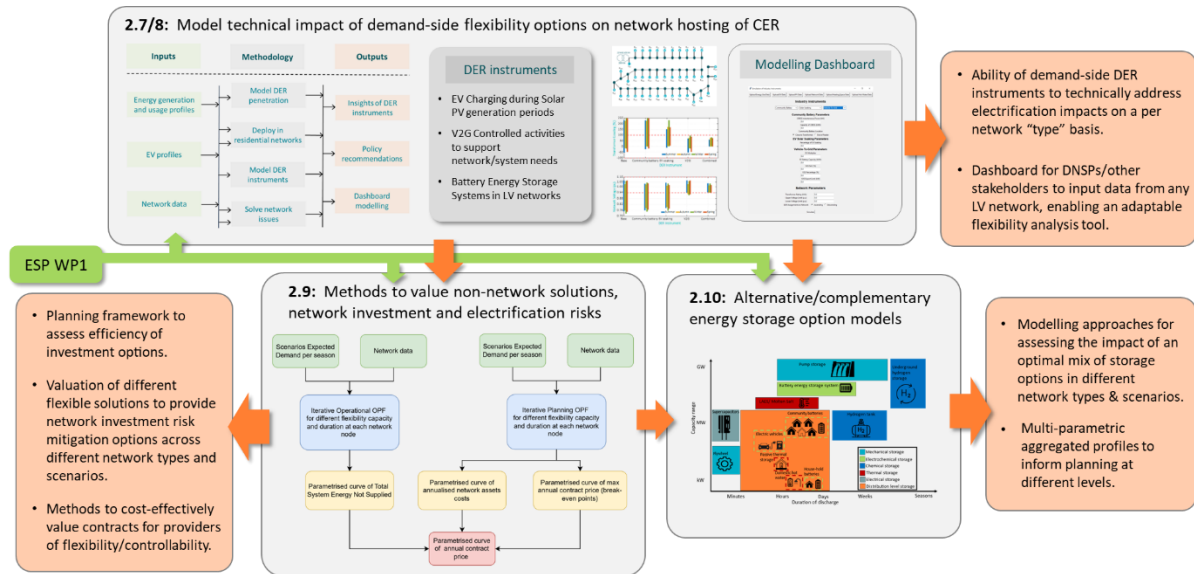 2.7/8: Model technical impact of demand-side flexibility options on network hosting of CER
Inputs
Methodology
Outputs
Energy generation
and usage profiles
EV profiles
Network data
Model DER
penetration
Deploy in
residential networks
Model DER
instruments
Solve network
issues
Insights of DER
instruments
Policy
recommendations
Dashboard
modelling
DER instruments
• EV Charging during Solar
PV generation periods
• V2G Controlled activities
to support
network/system needs
• Battery Energy Storage
Systems in LV networks
Modelling Dashboard
• Ability of demand-side DER
instruments to technically address
electrification impacts on a per
network “type” basis.
• Dashboard for DNSPs/other
stakeholders to input data from any
LV network, enabling an adaptable
flexibility analysis tool.
ESP WP1
• Planning framework to
assess efficiency of
investment options.
• Valuation of different
flexible solutions to provide
network investment risk
mitigation options across
different network types and
scenarios.
• Methods to cost-effectively
value contracts for providers
of flexibility/controllability.
2.9: Methods to value non-network solutions,
network investment and electrification risks
Scenarios Expected
Demand per season
Network data
Scenarios Expected
Demand per season
Network data
Iterative Operational OPF
for different flexibility capacity
and duration at each network
node
Iterative Planning OPF
for different flexibility capacity
and duration at each network
node
Parametrised curve of Total
System Energy Not Supplied
Parametrised curve of
annualised network assets
costs
Parametrised curve of max
annual contract price (break-
even points)
Parametrised curve
of annual contract
price
2.10: Alternative/complementary
energy storage option models
Capacity range
GW
MW
kW
Pump storage
Battery energy storage system
Community batteries
Electric vehicles
Flywheel
H₂
H₂
Mechanical storage
Electrochemical storage
Chemical storage
Thermal storage
Electrical storage
Distribution level storage
Minutes
Hours
Days
Weeks
Seasons
Duration of discharge
• Modelling approaches for
assessing the impact of an
optimal mix of storage
options in different
network types & scenarios.
• Multi-parametric
aggregated profiles to
inform planning at
different levels.